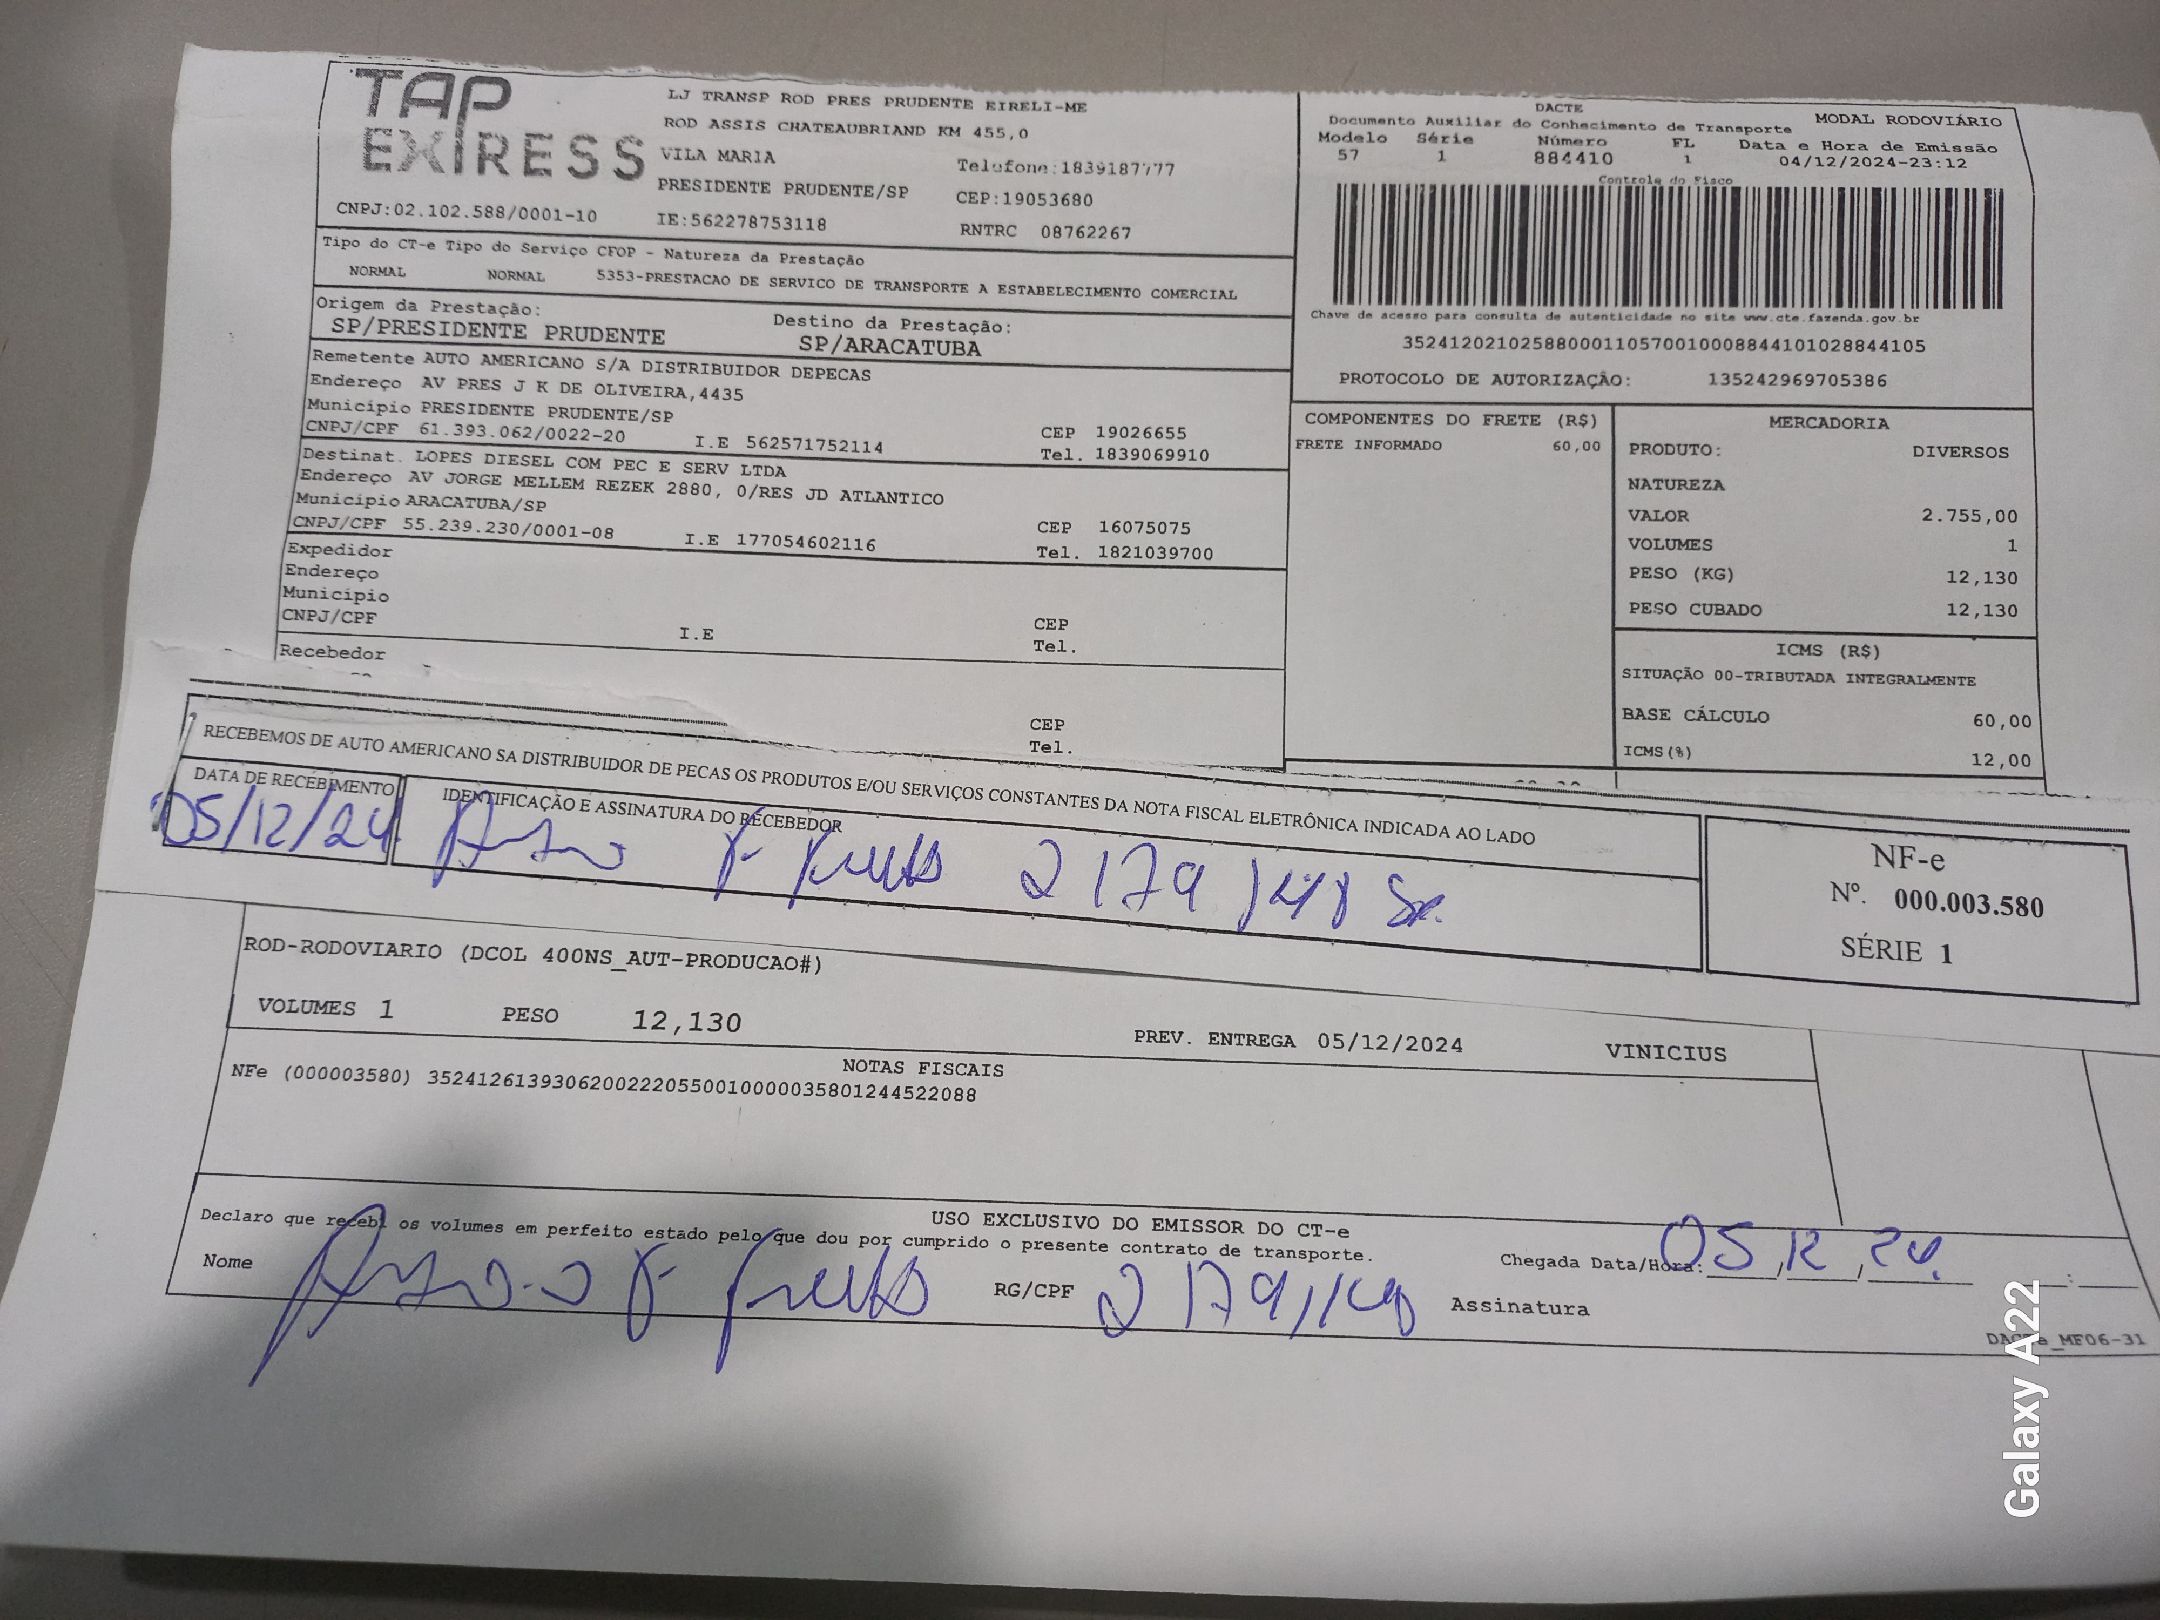 TAP
EXPRESS
LJ TRANSP ROD PRES PRUDENTE EIRELI-ME
ROD ASSIS CHATEAUBRIAND KM 455,0
VILA MARIA
Telefone:1839187777
PRESIDENTE PRUDENTE/SP
CEP:19053680
CNPJ:02.102.588/0001-10
IE:562278753118
RNTRC 08762267
DACTE
MODAL RODOVIÁRIO
Documento Auxiliar do Conhecimento de Transporte
Modelo Série Número FL Data e Hora de Emissão
57 1 884410 1 04/12/2024-23:12
Controle do Fisco
Chave de acesso para consulta de autenticidade no site www.cte.fazenda.gov.br
35241202102588000110570010008844101028844105
PROTOCOLO DE AUTORIZAÇÃO: 135242969705386
Tipo do CT-e Tipo do Serviço CFOP - Natureza da Prestação
NORMAL NORMAL 5353-PRESTACAO DE SERVICO DE TRANSPORTE A ESTABELECIMENTO COMERCIAL
Origem da Prestação: Destino da Prestação:
SP/PRESIDENTE PRUDENTE SP/ARACATUBA
Remetente AUTO AMERICANO S/A DISTRIBUIDOR DEPECAS
Endereço AV PRES J K DE OLIVEIRA,4435
Município PRESIDENTE PRUDENTE/SP CEP 19026655
CNPJ/CPF 61.393.062/0022-20 I.E 562571752114 Tel. 1839069910
Destinat. LOPES DIESEL COM PEC E SERV LTDA
Endereço AV JORGE MELLEM REZEK 2880, 0/RES JD ATLANTICO
Município ARACATUBA/SP CEP 16075075
CNPJ/CPF 55.239.230/0001-08 I.E 177054602116 Tel. 1821039700
Expedidor
Endereço
Município CEP
CNPJ/CPF I.E Tel.
Recebedor
CEP
Tel.
COMPONENTES DO FRETE (R$)
FRETE INFORMADO 60,00
MERCADORIA
PRODUTO: DIVERSOS
NATUREZA
VALOR 2.755,00
VOLUMES 1
PESO (KG) 12,130
PESO CUBADO 12,130
ICMS (R$)
SITUAÇÃO 00-TRIBUTADA INTEGRALMENTE
BASE CÁLCULO 60,00
ICMS(%) 12,00
RECEBEMOS DE AUTO AMERICANO SA DISTRIBUIDOR DE PECAS OS PRODUTOS E/OU SERVIÇOS CONSTANTES DA NOTA FISCAL ELETRÔNICA INDICADA AO LADO
DATA DE RECEBIMENTO IDENTIFICAÇÃO E ASSINATURA DO RECEBEDOR
05/12/24
NF-e
Nº. 000.003.580
SÉRIE 1
ROD-RODOVIARIO (DCOL 400NS_AUT-PRODUCAO#)
VOLUMES 1 PESO 12,130 PREV. ENTREGA 05/12/2024 VINICIUS
NOTAS FISCAIS
NFe (000003580) 35241261393062002220550010000035801244522088
USO EXCLUSIVO DO EMISSOR DO CT-e
Declaro que recebi os volumes em perfeito estado pelo que dou por cumprido o presente contrato de transporte.
Chegada Data/Hora: 05,12,24
Nome RG/CPF Assinatura
DACTe_MF06-31
Galaxy A22